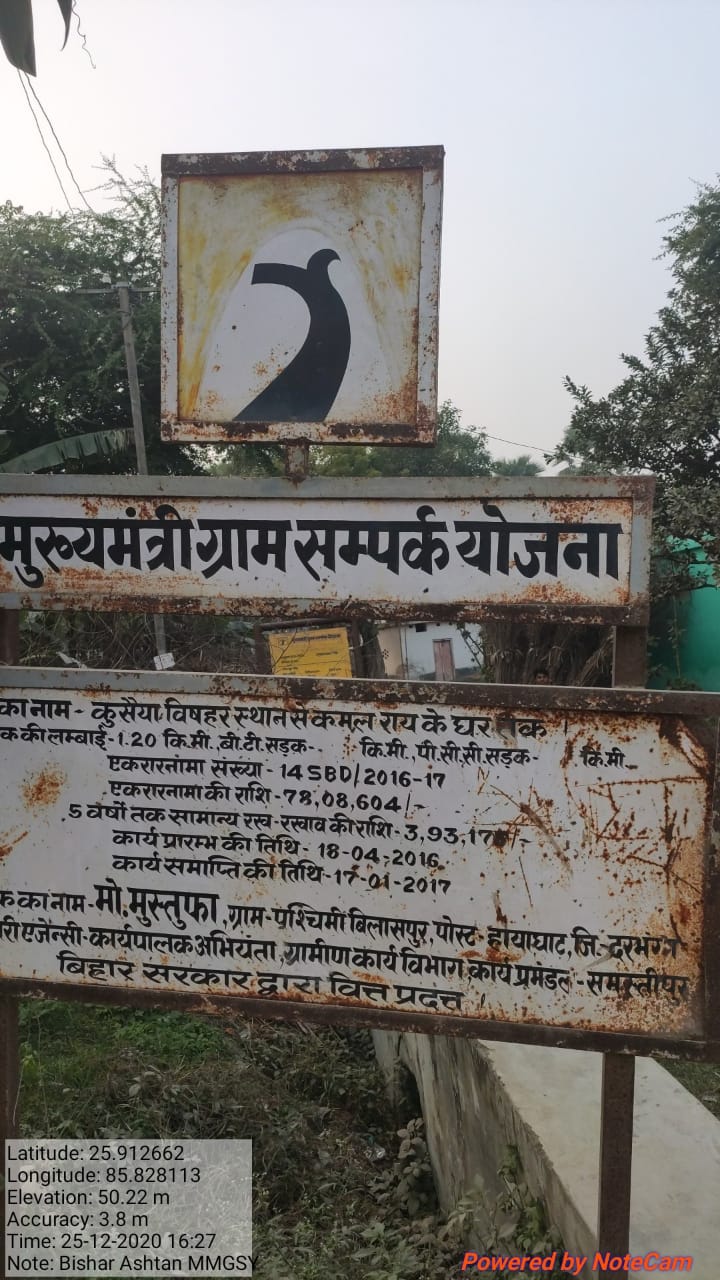 मुख्यमंत्री ग्राम सम्पर्क योजना
का नाम - कुसैया विषहर स्थान से कमल राय के घर तक ।
क की लम्बाई - 1.20 कि.मी. बी.टी. सड़क - कि.मी., पी.सी.सी. सड़क - कि.मी.
एकरारनामा संख्या - 14 SBD/2016-17
एकरारनामा की राशि - 78,08,604/-
5 वर्षों तक सामान्य रख-रखाव की राशि - 3,93,17 /-
कार्य प्रारम्भ की तिथि - 18-04-2016
कार्य समाप्ति की तिथि - 17-01-2017
क का नाम - मो. मुस्तुफा, ग्राम - पश्चिमी बिलासपुर, पोस्ट - हायाघाट, जि. - दरभंगा
री एजेन्सी - कार्यपालक अभियंता, ग्रामीण कार्य विभाग, कार्य प्रमंडल - समस्तीपुर
बिहार सरकार द्वारा वित्त प्रदत्त ।
Latitude: 25.912662
Longitude: 85.828113
Elevation: 50.22 m
Accuracy: 3.8 m
Time: 25-12-2020 16:27
Note: Bishar Ashtan MMGSY
Powered by NoteCam